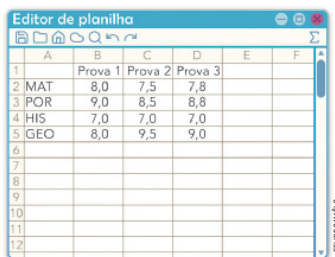 Editor de planilha
Σ
A B C D E F
1 Prova 1 Prova 2 Prova 3
2 MAT 8,0 7,5 7,8
3 POR 9,0 8,5 8,8
4 HIS 7,0 7,0 7,0
5 GEO 8,0 9,5 9,0
6
7
8
9
10
11
12